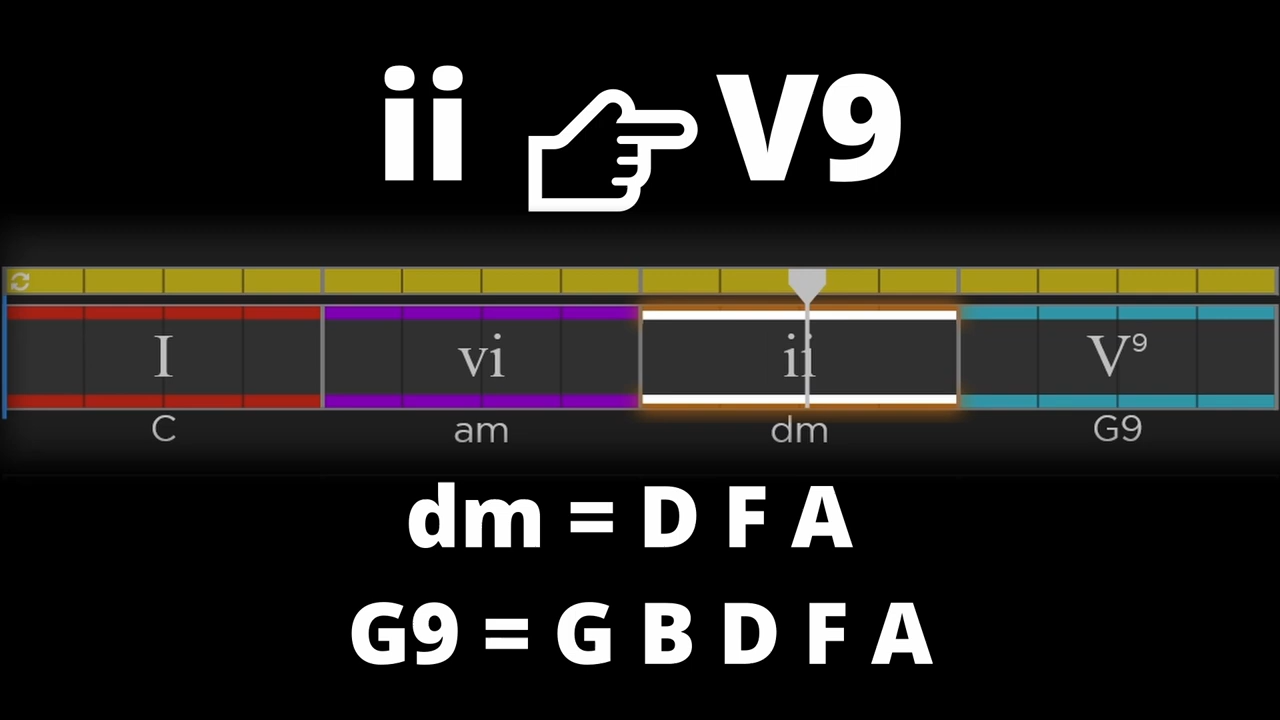 ii V9
I vi ii V⁹
C am dm G9
dm = D F A
G9 = G B D F A